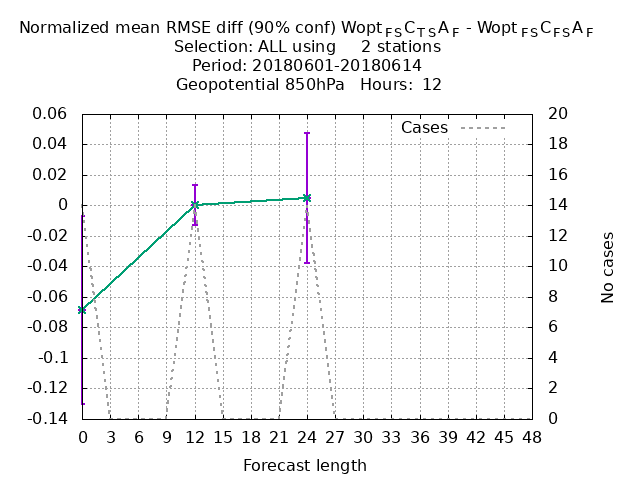 Normalized mean RMSE diff (90% conf) Wopt FS C T S A F - Wopt FS C F S A F
Selection: ALL using 2 stations
Period: 20180601-20180614
Geopotential 850hPa Hours: 12
Cases
0.06
0.04
0.02
0
-0.02
-0.04
-0.06
-0.08
-0.1
-0.12
-0.14
20
18
16
14
12
10
8
6
4
2
0
No cases
0 3 6 9 12 15 18 21 24 27 30 33 36 39 42 45 48
Forecast length